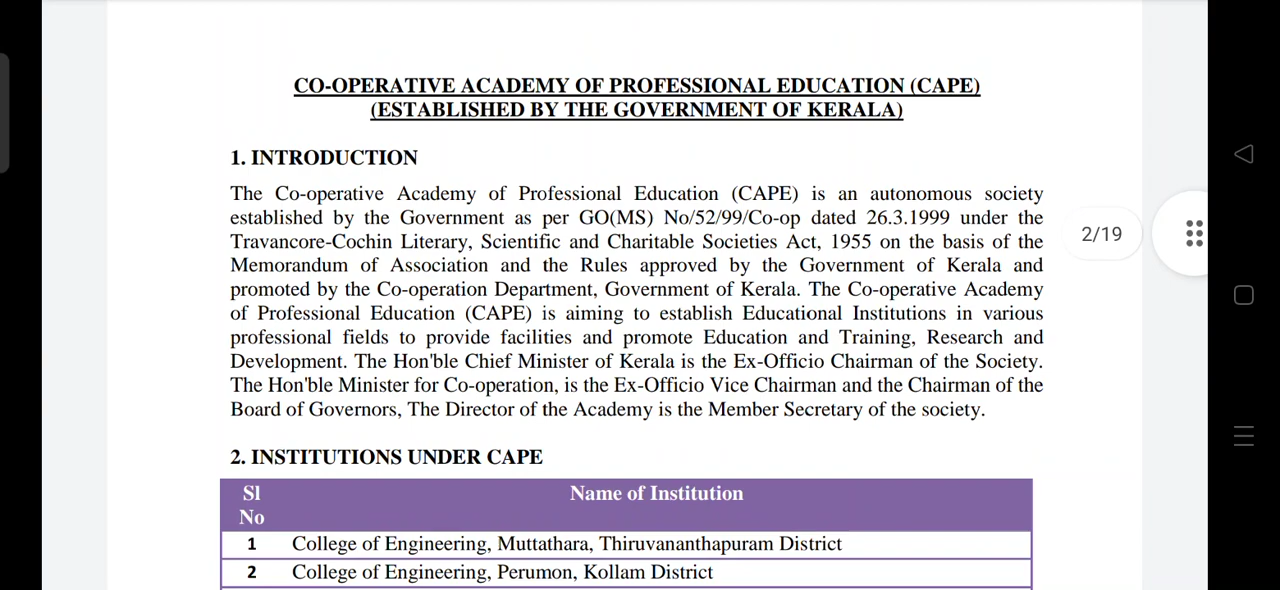 CO-OPERATIVE ACADEMY OF PROFESSIONAL EDUCATION (CAPE)
(ESTABLISHED BY THE GOVERNMENT OF KERALA)
1. INTRODUCTION
The Co-operative Academy of Professional Education (CAPE) is an autonomous society
established by the Government as per GO(MS) No/52/99/Co-op dated 26.3.1999 under the
Travancore-Cochin Literary, Scientific and Charitable Societies Act, 1955 on the basis of the
Memorandum of Association and the Rules approved by the Government of Kerala and
promoted by the Co-operation Department, Government of Kerala. The Co-operative Academy
of Professional Education (CAPE) is aiming to establish Educational Institutions in various
professional fields to provide facilities and promote Education and Training, Research and
Development. The Hon'ble Chief Minister of Kerala is the Ex-Officio Chairman of the Society.
The Hon'ble Minister for Co-operation, is the Ex-Officio Vice Chairman and the Chairman of the
Board of Governors, The Director of the Academy is the Member Secretary of the society.
2/19
2. INSTITUTIONS UNDER CAPE
Sl No Name of Institution
1 College of Engineering, Muttathara, Thiruvananthapuram District
2 College of Engineering, Perumon, Kollam District